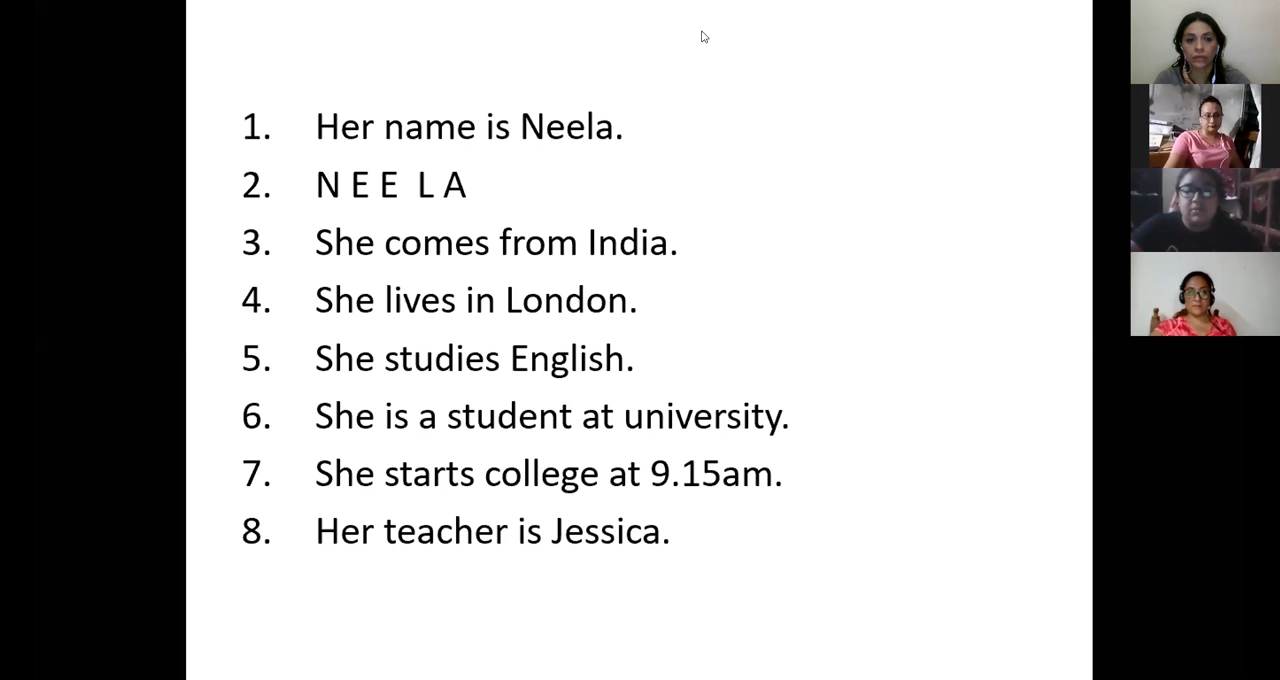 1. Her name is Neela.
2. N E E L A
3. She comes from India.
4. She lives in London.
5. She studies English.
6. She is a student at university.
7. She starts college at 9.15am.
8. Her teacher is Jessica.